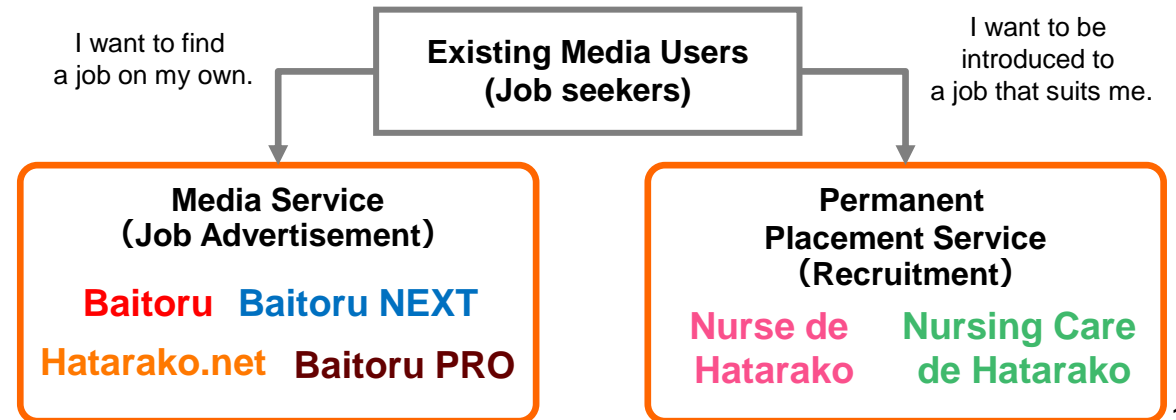 I want to find
a job on my own.
Existing Media Users
(Job seekers)
I want to be
introduced to
a job that suits me.
Media Service
（Job Advertisement）
Baitoru Baitoru NEXT
Hatarako.net Baitoru PRO
Permanent
Placement Service
（Recruitment）
Nurse de
Hatarako
Nursing Care
de Hatarako